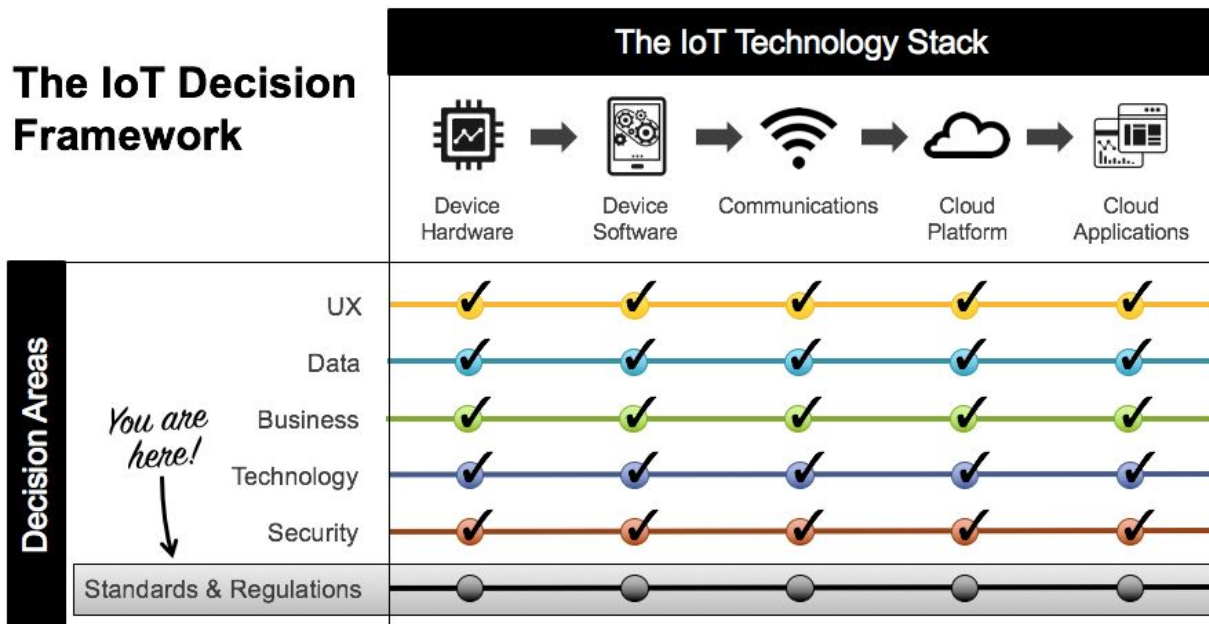 The IoT Decision
Framework
The IoT Technology Stack
Device
Hardware
Device
Software
Communications
Cloud
Platform
Cloud
Applications
Decision Areas
UX
Data
Business
Technology
Security
Standards & Regulations
You are
here!